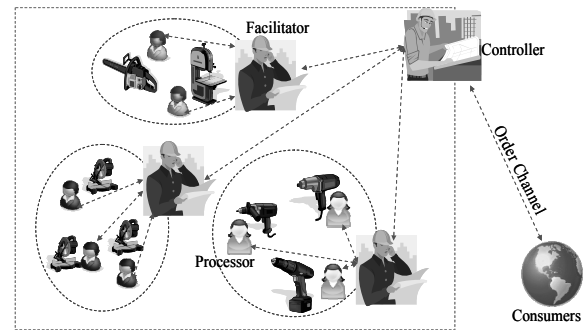 Facilitator
Controller
Order Channel
Processor
Consumers